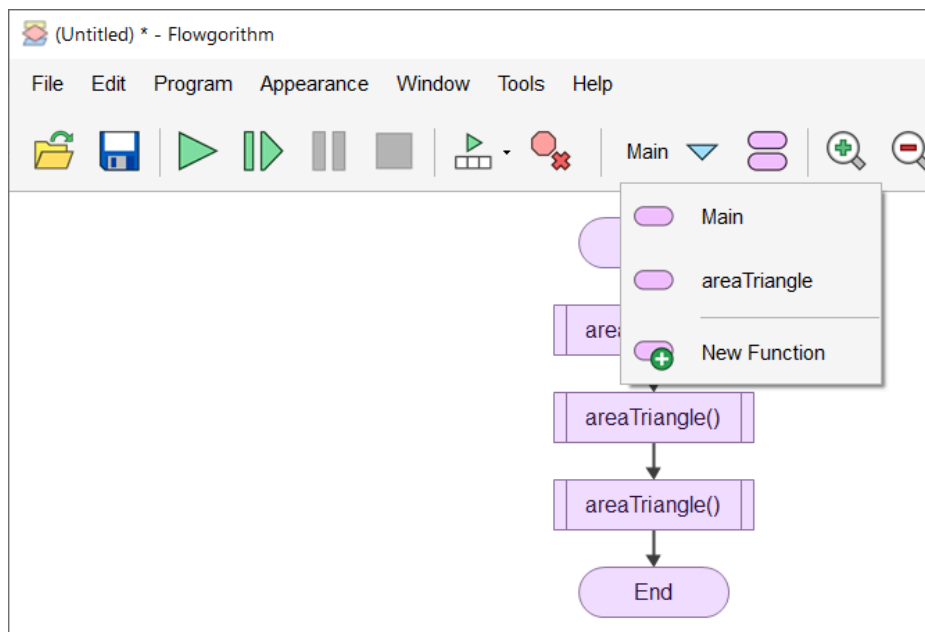 (Untitled) * - Flowgorithm
File Edit Program Appearance Window Tools Help
Main
Main
areaTriangle
New Function
areaTriangle()
areaTriangle()
End